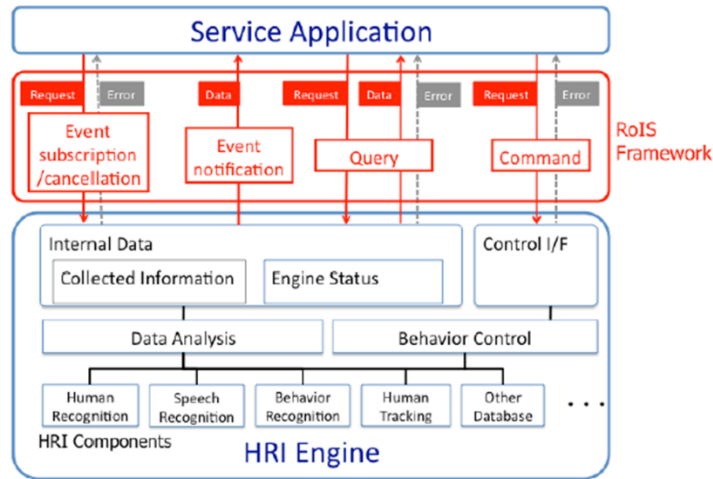 Service Application
Request Error Data Request Data Error Request Error
Event
subscription
/cancellation
Event
notification
Query
Command
RoIS
Framework
Internal Data
Control I/F
Collected Information
Engine Status
Data Analysis
Behavior Control
Human
Recognition
Speech
Recognition
Behavior
Recognition
Human
Tracking
Other
Database
...
HRI Components
HRI Engine